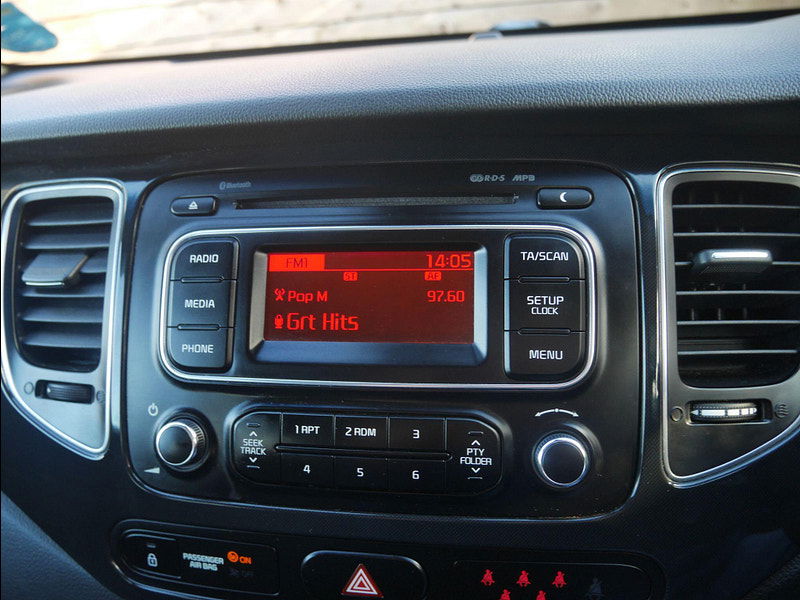 Bluetooth
R·D·S MP3
RADIO
MEDIA
PHONE
FM1 14:05
ST AF
Pop M 97.60
Grt Hits
TA/SCAN
SETUP
CLOCK
MENU
SEEK
TRACK
1 RPT 2 RDM 3
4 5 6
PTY
FOLDER
PASSENGER
AIR BAG
ON